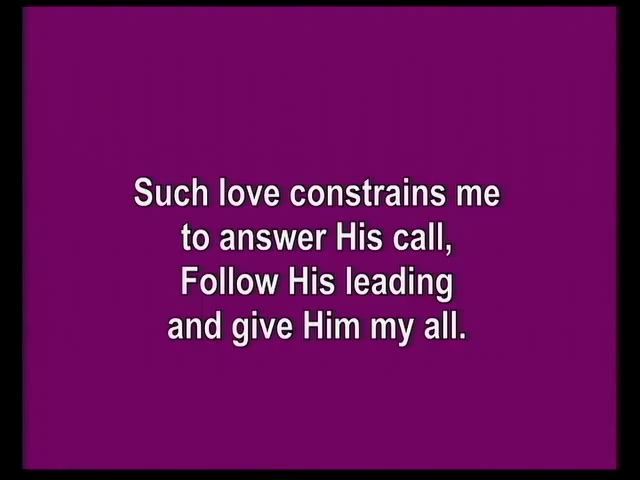 Such love constrains me
to answer His call,
Follow His leading
and give Him my all.